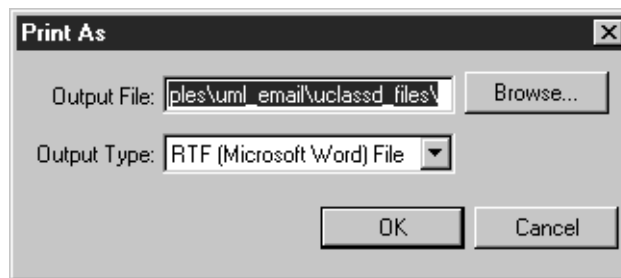 Print As
Output File: ples\uml_email\uclassd_files\ Browse...
Output Type: RTF (Microsoft Word) File
OK Cancel